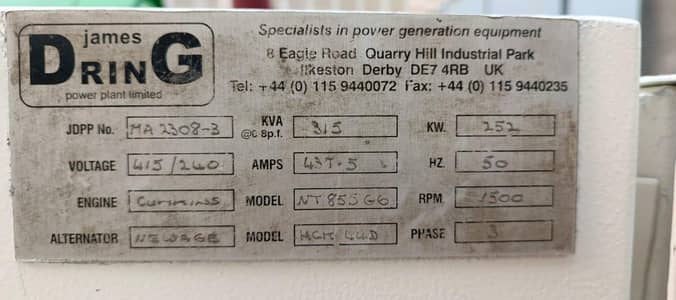 james
DRING
power plant limited
Specialists in power generation equipment
8 Eagle Road Quarry Hill Industrial Park
Ilkeston Derby DE7 4RB UK
Tel: +44 (0) 115 9440072 Fax: +44 (0) 115 9440235
JDPP No. MA 2308-3 KVA @0.8p.f. 315 KW. 252
VOLTAGE 415/240 AMPS 437.5 HZ. 50
ENGINE Cummins MODEL NT855G6 RPM. 1500
ALTERNATOR NEWAGE MODEL PHASE 3